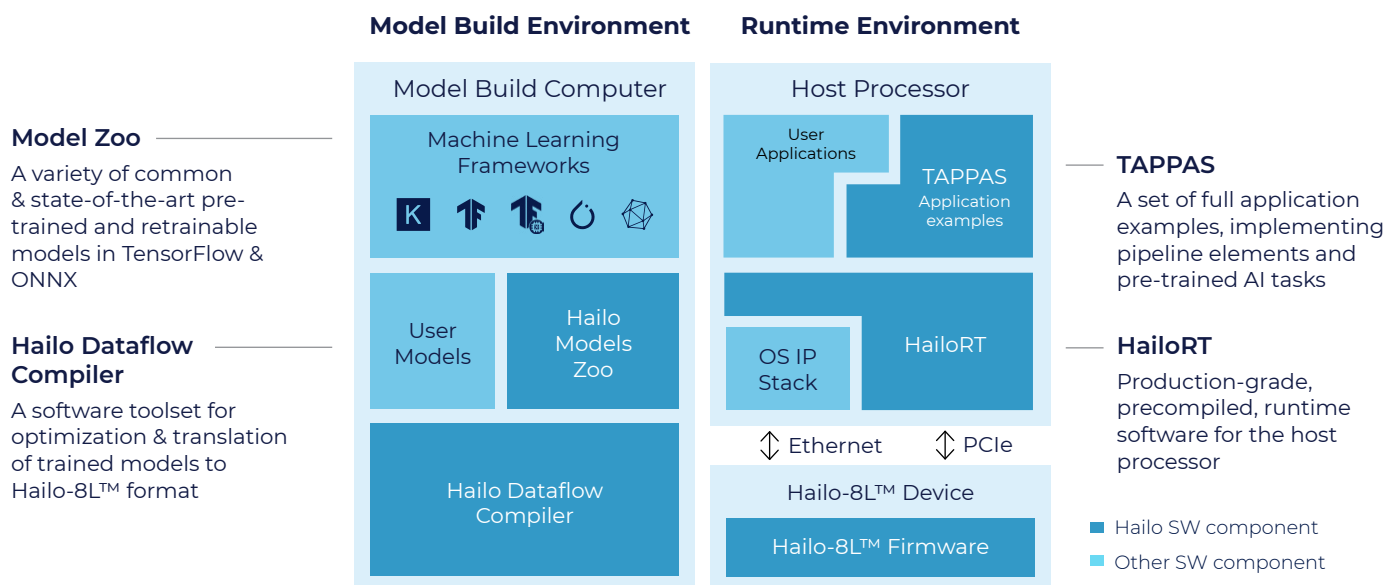 Model Build Environment
Runtime Environment
Model Zoo
A variety of common
& state-of-the-art pre-
trained and retrainable
models in TensorFlow &
ONNX
Hailo Dataflow
Compiler
A software toolset for
optimization & translation
of trained models to
Hailo-8L™ format
Model Build Computer
Machine Learning
Frameworks
K
User
Models
Hailo
Models
Zoo
Hailo Dataflow
Compiler
Host Processor
User
Applications
TAPPAS
Application
examples
HailoRT
OS IP
Stack
Ethernet
PCIe
Hailo-8L™ Device
Hailo-8L™ Firmware
TAPPAS
A set of full application
examples, implementing
pipeline elements and
pre-trained AI tasks
HailoRT
Production-grade,
precompiled, runtime
software for the host
processor
Hailo SW component
Other SW component